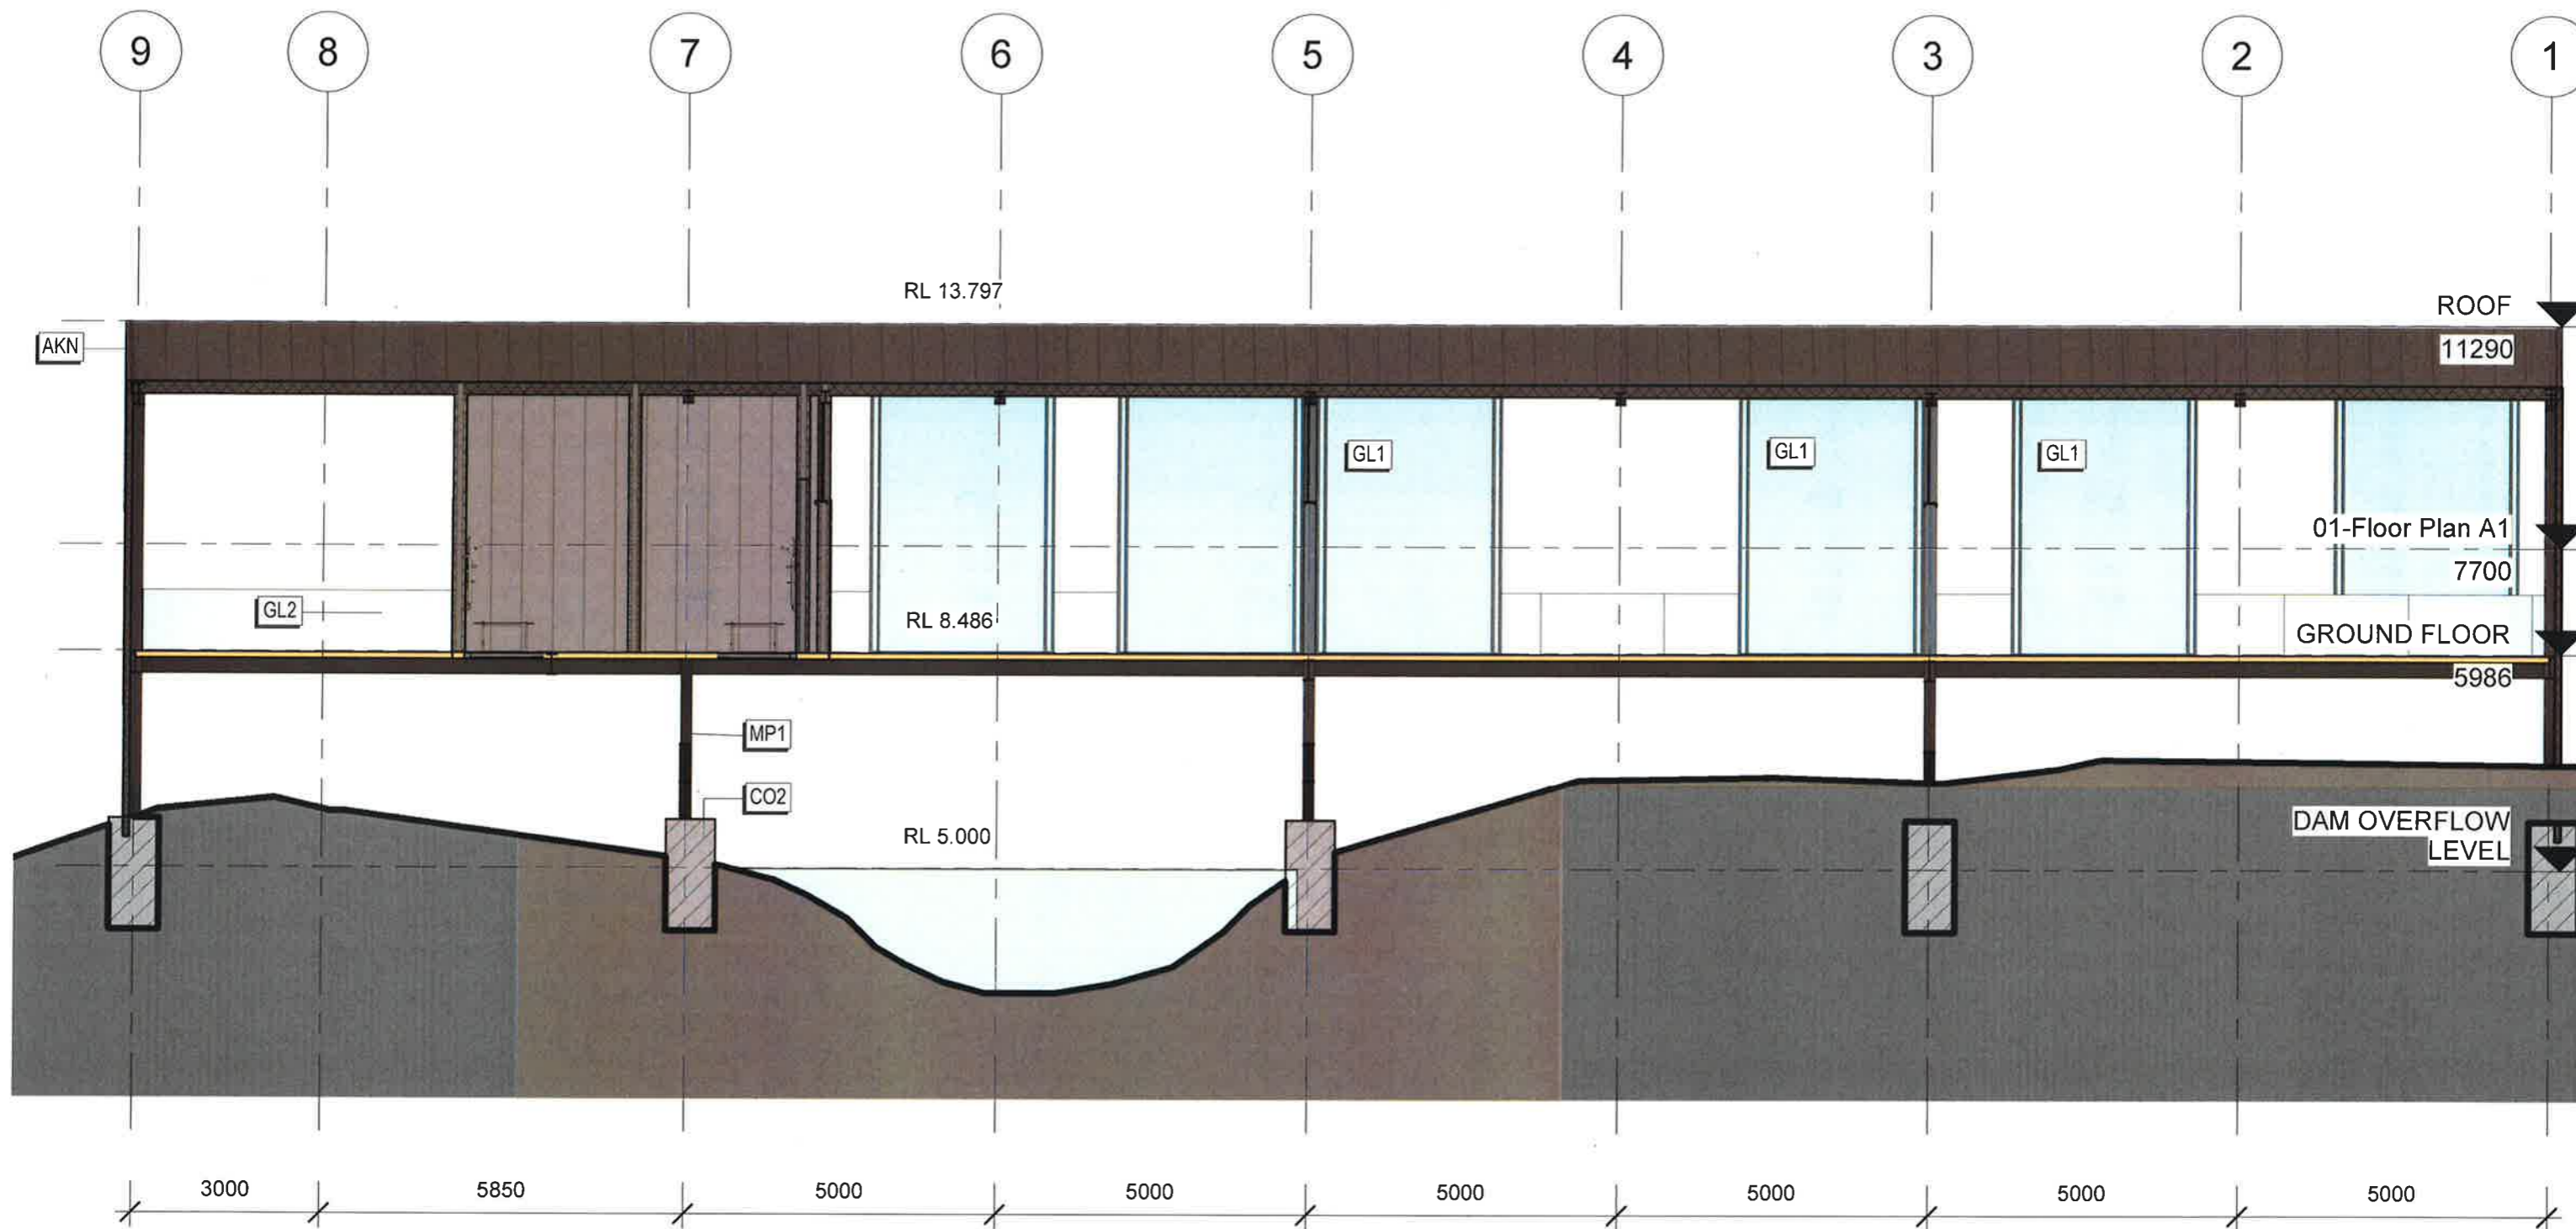 9 8 7 6 5 4 3 2 1
RL 13.797
ROOF
AKN
11290
GL1 GL1 GL1
01-Floor Plan A1
7700
GL2
RL 8.486
GROUND FLOOR
5986
MP1
CO2
DAM OVERFLOW
RL 5.000
LEVEL
3000 5850 5000 5000 5000 5000 5000 5000